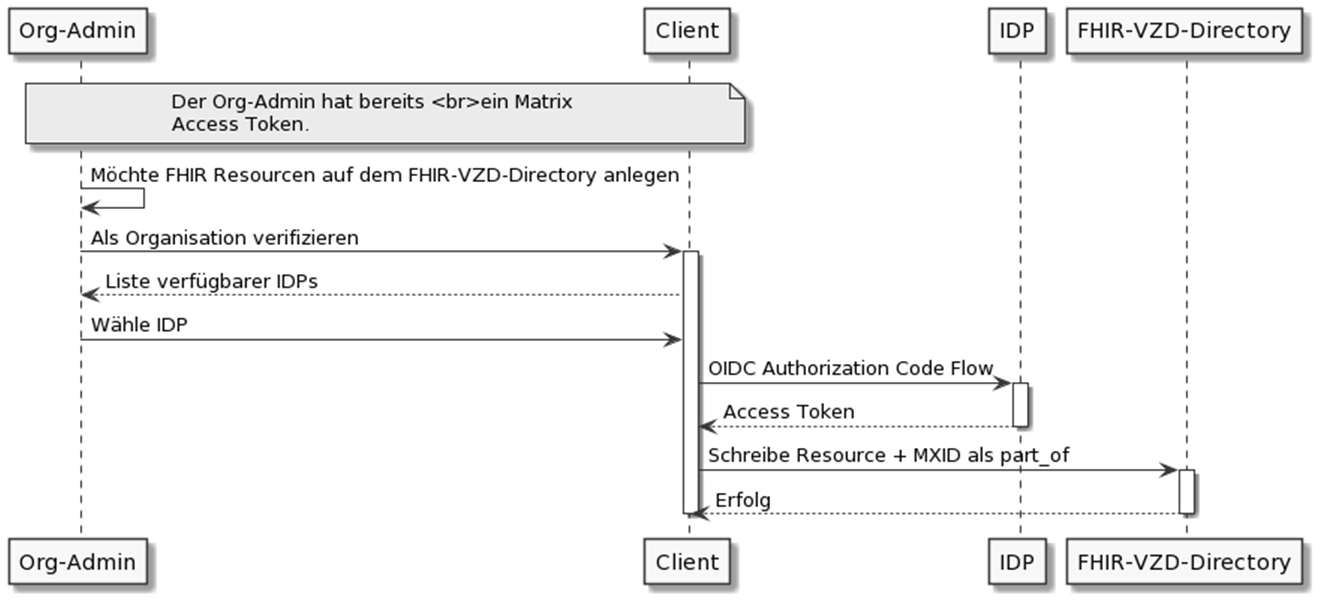 Org-Admin
Client
IDP
FHIR-VZD-Directory
Der Org-Admin hat bereits <br>ein Matrix
Access Token.
Möchte FHIR Resourcen auf dem FHIR-VZD-Directory anlegen
Als Organisation verifizieren
Liste verfügbarer IDPs
Wähle IDP
OIDC Authorization Code Flow
Access Token
Schreibe Resource + MXID als part_of
Erfolg
Org-Admin
Client
IDP
FHIR-VZD-Directory